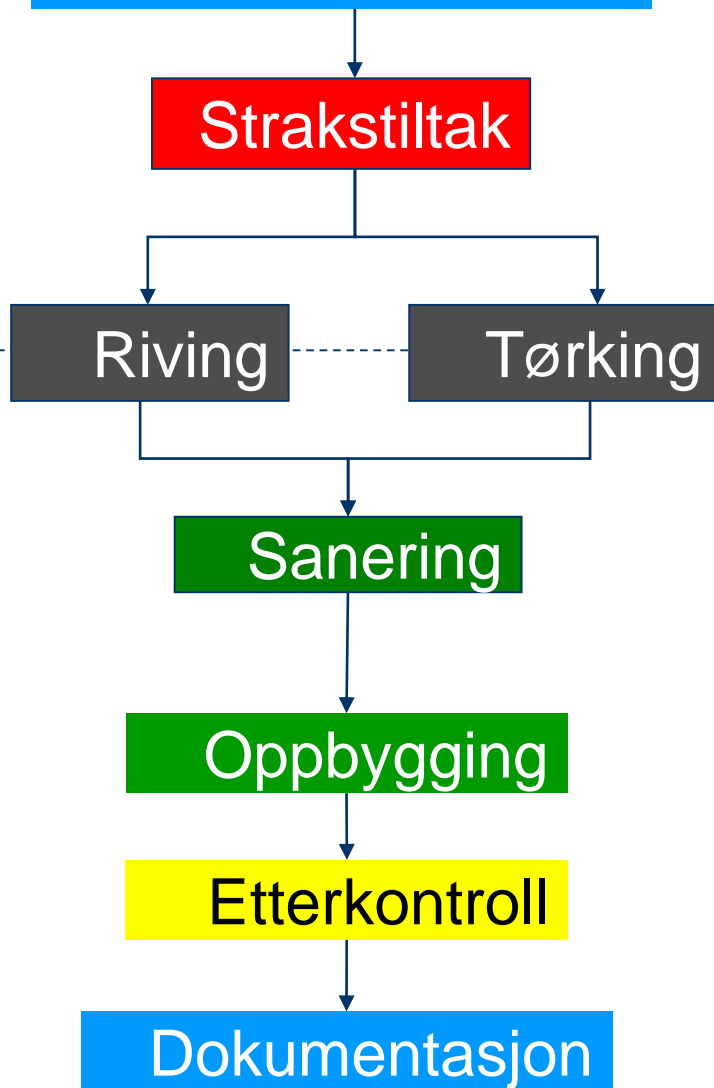 Strakstiltak
Riving
Tørking
Sanering
Oppbygging
Etterkontroll
Dokumentasjon